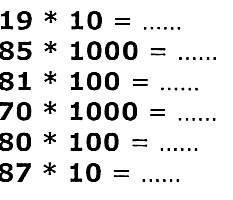 19 * 10 = ......
85 * 1000 = ......
81 * 100 = ......
70 * 1000 = ......
80 * 100 = ......
87 * 10 = ......